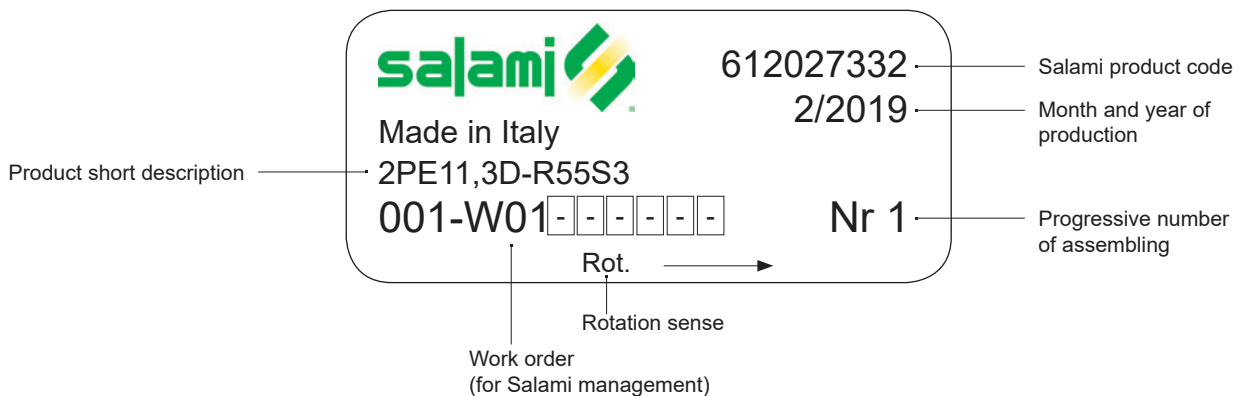 salami
612027332
Salami product code
2/2019
Month and year of
production
Made in Italy
Product short description
2PE11,3D-R55S3
001-W01------
Nr 1
Progressive number
of assembling
Rot.
Rotation sense
Work order
(for Salami management)